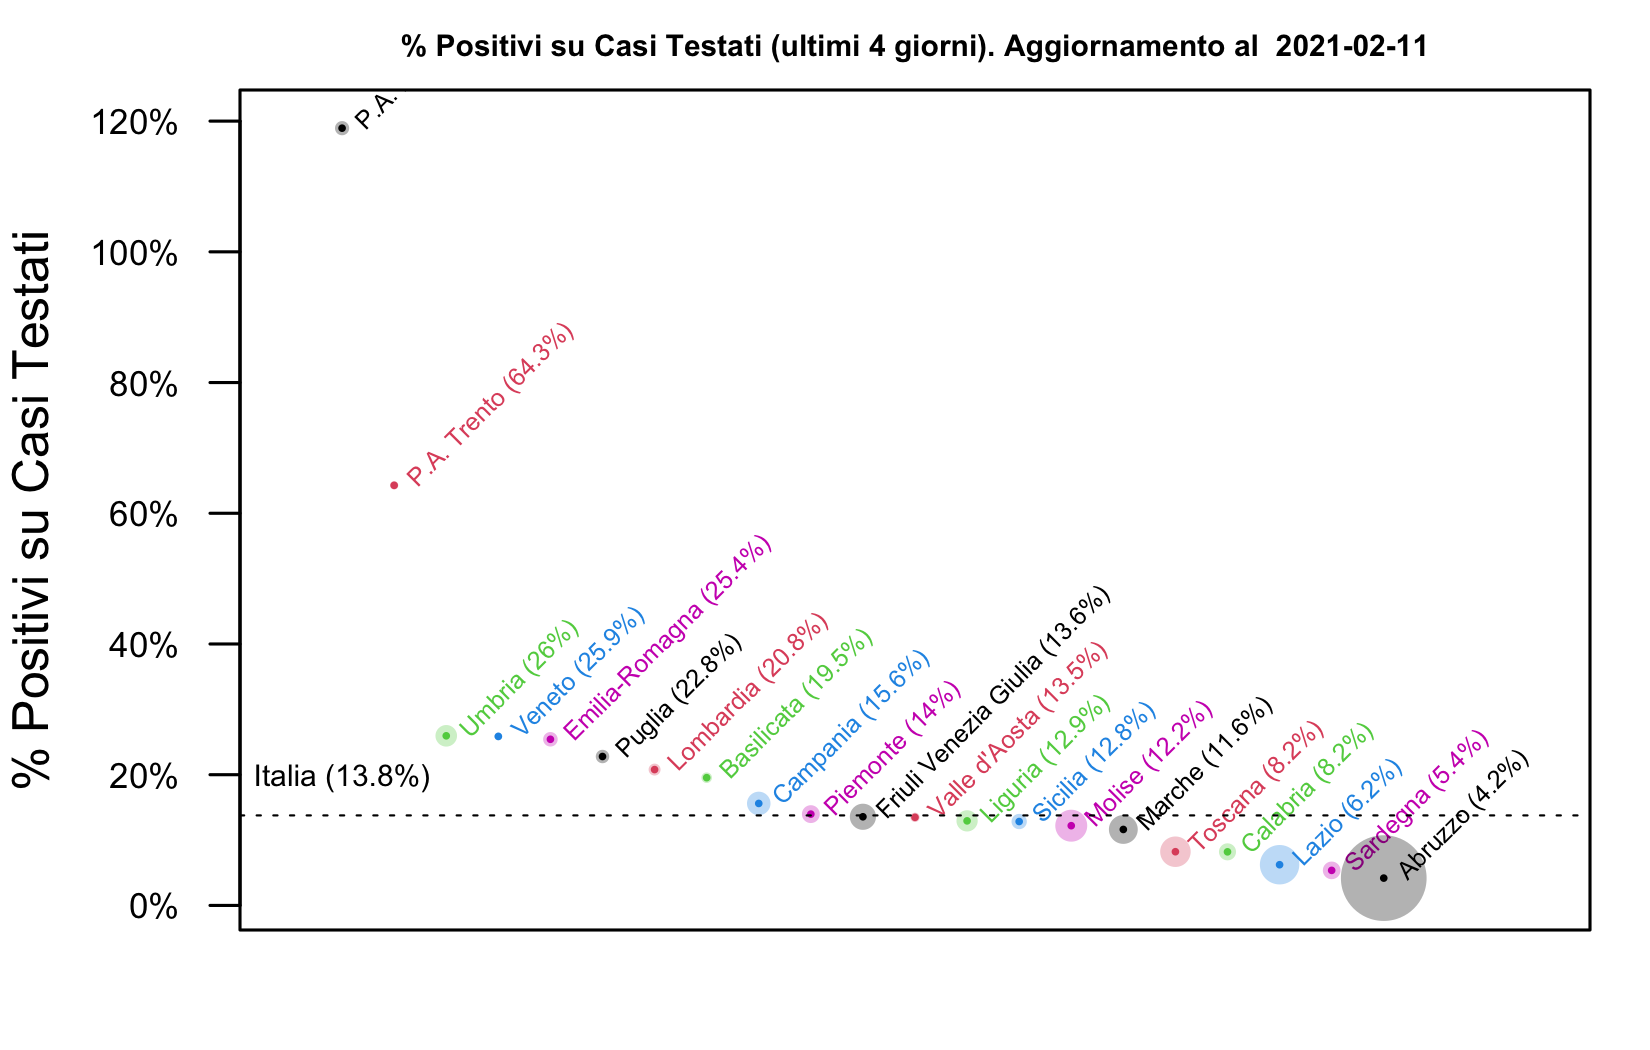 % Positivi su Casi Testati (ultimi 4 giorni). Aggiornamento al 2021-02-11
% Positivi su Casi Testati
120%
100%
80%
60%
40%
20%
0%
P.A.
P.A. Trento (64.3%)
Umbria (26%)
Veneto (25.9%)
Emilia-Romagna (25.4%)
Puglia (22.8%)
Lombardia (20.8%)
Basilicata (19.5%)
Campania (15.6%)
Piemonte (14%)
Friuli Venezia Giulia (13.6%)
Valle d'Aosta (13.5%)
Liguria (12.9%)
Sicilia (12.8%)
Molise (12.2%)
Marche (11.6%)
Toscana (8.2%)
Calabria (8.2%)
Lazio (6.2%)
Sardegna (5.4%)
Abruzzo (4.2%)
Italia (13.8%)